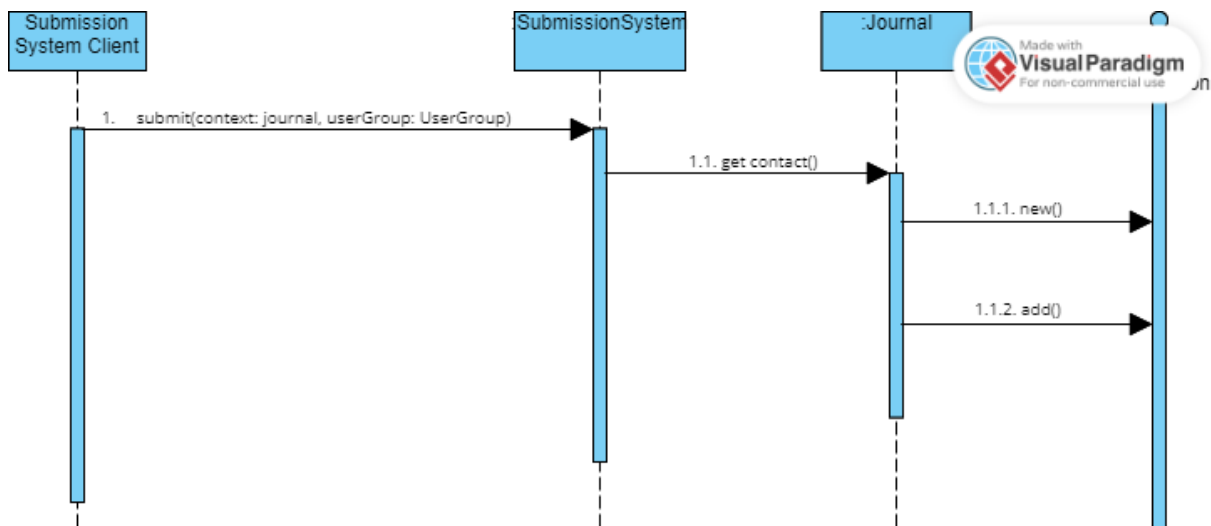 Submission
System Client
:SubmissionSystem
:Journal
Made with
Visual Paradigm
For non-commercial use
on
1. submit(context: journal, userGroup: UserGroup)
1.1. get contact()
1.1.1. new()
1.1.2. add()